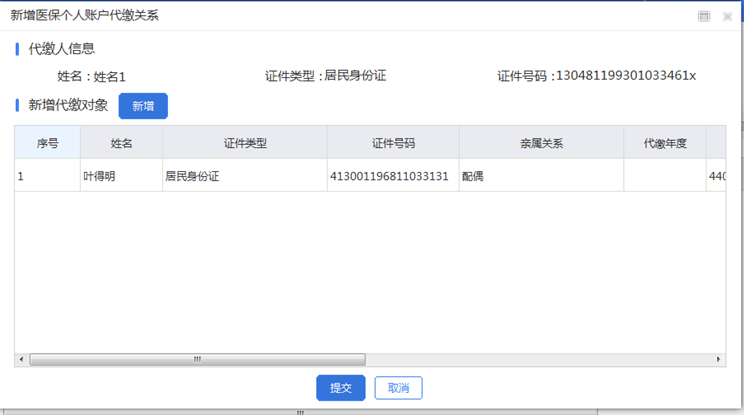 新增医保个人账户代缴关系
代缴人信息
姓名：姓名1 证件类型：居民身份证 证件号码：130481199301033461x
新增代缴对象 新增
序号 姓名 证件类型 证件号码 亲属关系 代缴年度
1 叶得明 居民身份证 413001196811033131 配偶 440
提交 取消